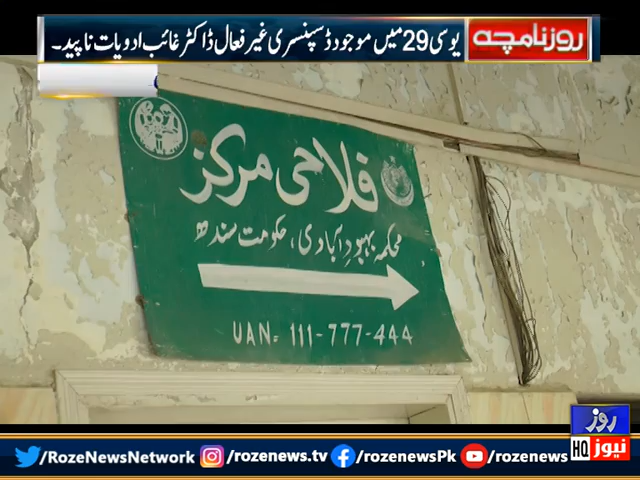 روزنامچہ
یوسی 29 میں موجود ڈسپنسری غیر فعال ڈاکٹر غائب ادویات ناپید۔
فلاحی مرکز
محکمہ بہبودِ آبادی، حکومت سندھ
UAN: 111-777-444
روز
HQ نیوز
/RozeNewsNetwork /rozenews.tv /rozenewsPk /rozenews